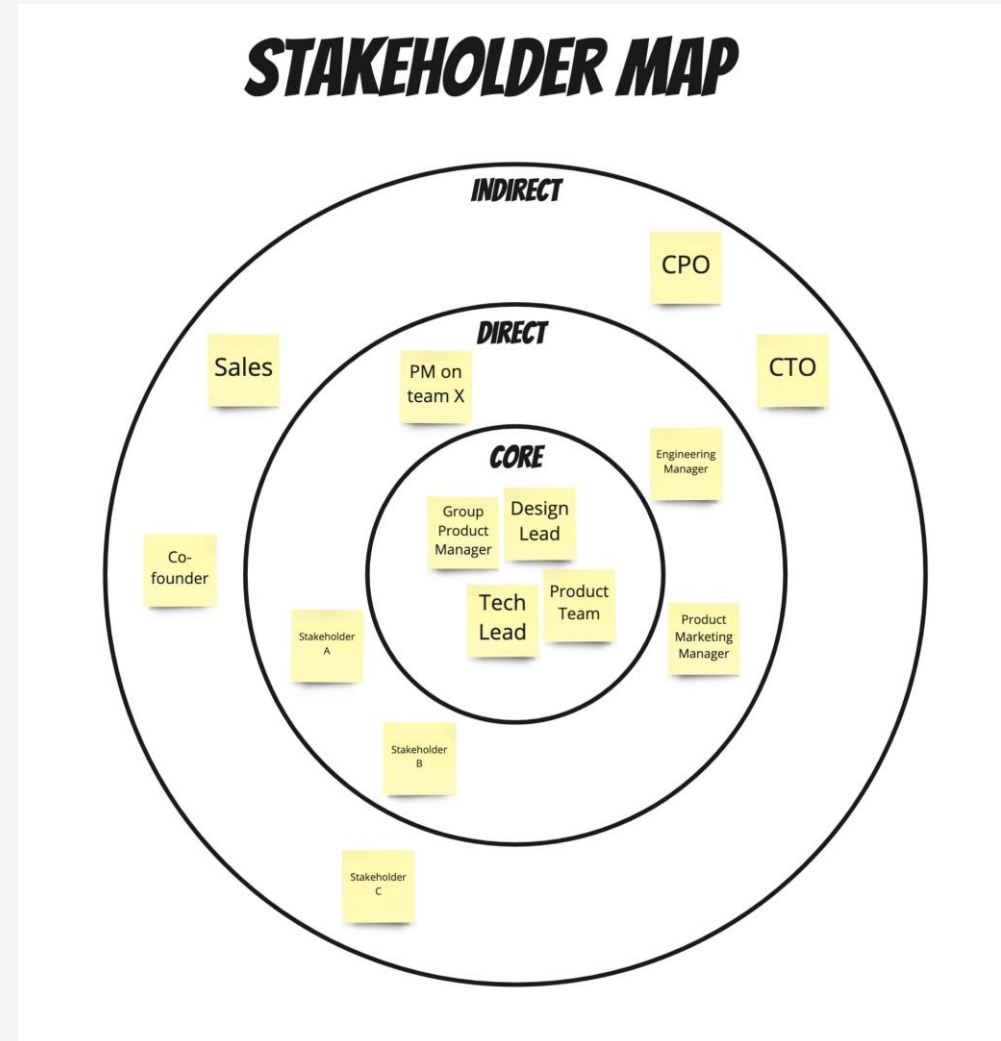 STAKEHOLDER MAP
INDIRECT
CPO
DIRECT
Sales
PM on
team X
CTO
CORE
Engineering
Manager
Group
Product
Manager
Design
Lead
Co-
founder
Tech
Lead
Product
Team
Stakeholder
A
Product
Marketing
Manager
Stakeholder
B
Stakeholder
C